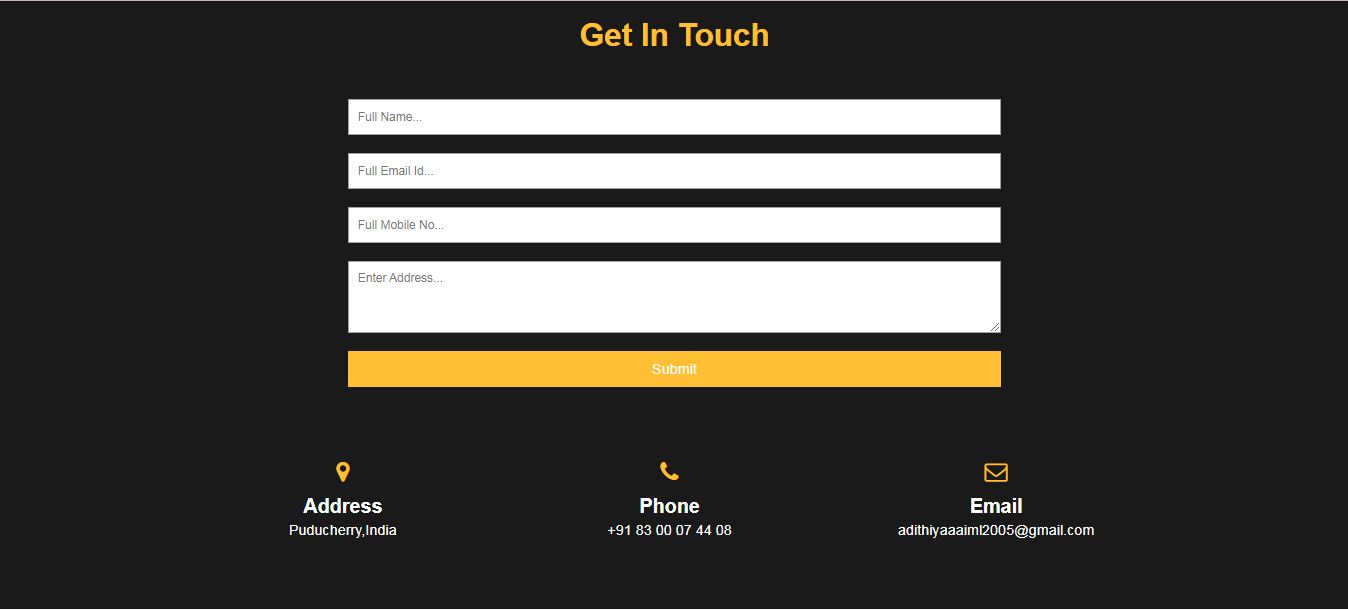 Get In Touch
Full Name...
Full Email Id...
Full Mobile No...
Enter Address...
Submit
Address
Puducherry,India
Phone
+91 83 00 07 44 08
Email
adithiyaaaiml2005@gmail.com